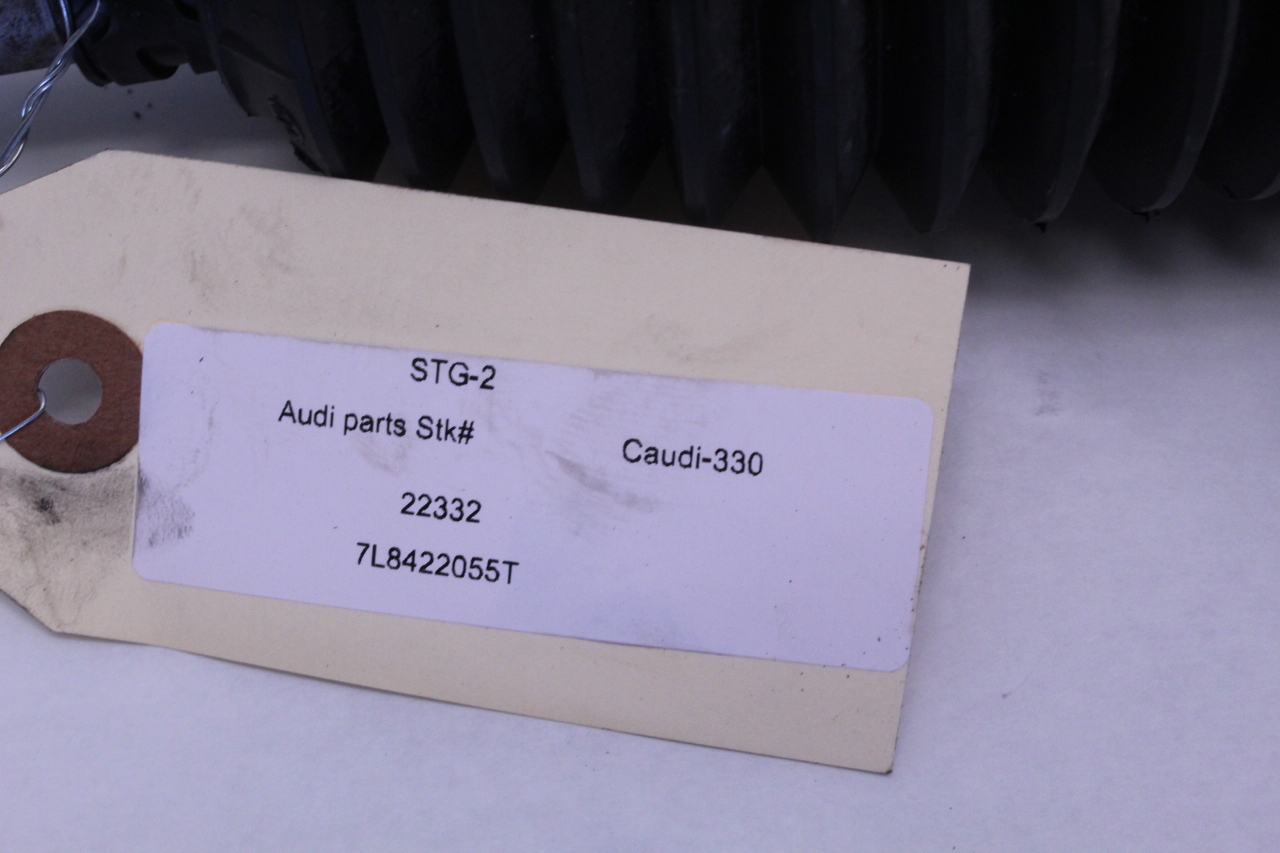 STG-2
Audi parts Stk#
Caudi-330
22332
7L8422055T